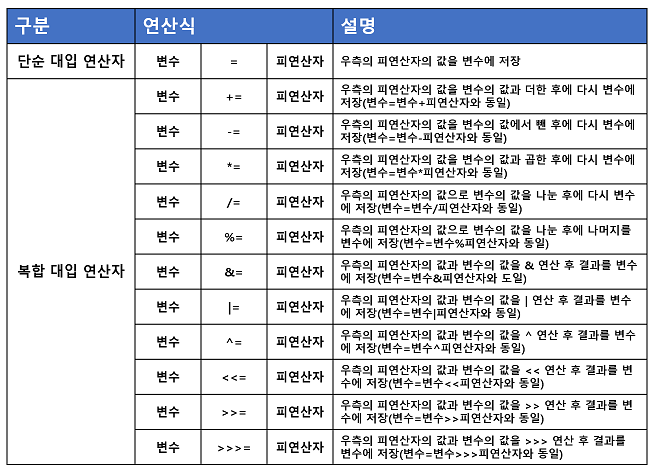 구분 연산식 설명
단순 대입 연산자 변수 = 피연산자 우측의 피연산자의 값을 변수에 저장
복합 대입 연산자
변수 += 피연산자 우측의 피연산자의 값을 변수의 값과 더한 후에 다시 변수에
저장(변수=변수+피연산자와 동일)
변수 -= 피연산자 우측의 피연산자의 값을 변수의 값에서 뺀 후에 다시 변수에
저장(변수=변수-피연산자와 동일)
변수 *= 피연산자 우측의 피연산자의 값을 변수의 값과 곱한 후에 다시 변수에
저장(변수=변수*피연산자와 동일)
변수 /= 피연산자 우측의 피연산자의 값으로 변수의 값을 나눈 후에 다시 변수
에 저장(변수=변수/피연산자와 동일)
변수 %= 피연산자 우측의 피연산자의 값으로 변수의 값을 나눈 후에 나머지를
변수에 저장(변수=변수%피연산자와 동일)
변수 &= 피연산자 우측의 피연산자의 값과 변수의 값을 & 연산 후 결과를 변수
에 저장(변수=변수&피연산자와 도일)
변수 |= 피연산자 우측의 피연산자의 값과 변수의 값을 | 연산 후 결과를 변수
에 저장(변수=변수|피연산자와 동일)
변수 ^= 피연산자 우측의 피연산자의 값과 변수의 값을 ^ 연산 후 결과를 변수
에 저장(변수=변수^피연산자와 동일)
변수 <<= 피연산자 우측의 피연산자의 값과 변수의 값을 << 연산 후 결과를 변
수에 저장(변수=변수<<피연산자와 동일)
변수 >>= 피연산자 우측의 피연산자의 값과 변수의 값을 >> 연산 후 결과를 변
수에 저장(변수=변수>>피연산자와 동일)
변수 >>>= 피연산자 우측의 피연산자의 값과 변수의 값을 >>> 연산 후 결과를
변수에 저장(변수=변수>>>피연산자와 동일)